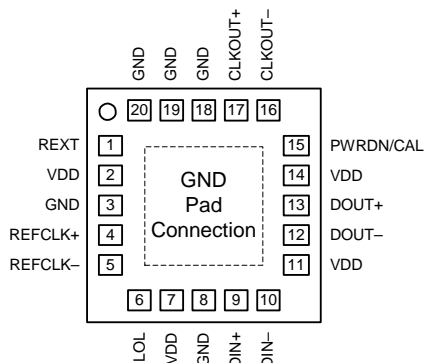 GND
GND
GND
CLKOUT+
CLKOUT–
20 19 18 17 16
REXT 1
VDD 2
GND 3
REFCLK+ 4
REFCLK– 5
GND
Pad
Connection
15 PWRDN/CAL
14 VDD
13 DOUT+
12 DOUT–
11 VDD
6 7 8 9 10
LOL
VDD
GND
DIN+
DIN–